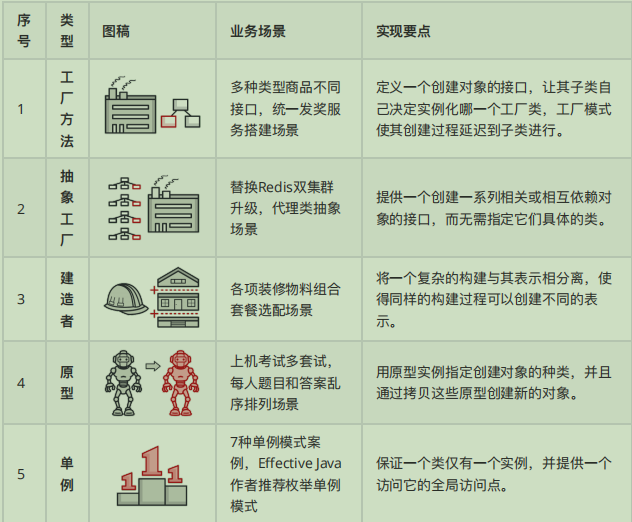 序
号
类
型
图稿
业务场景
实现要点
1
工
厂
方
法
多种类型商品不同
接口，统一发奖服
务搭建场景
定义一个创建对象的接口，让其子类自
己决定实例化哪一个工厂类，工厂模式
使其创建过程延迟到子类进行。
2
抽
象
工
厂
替换Redis双集群
升级，代理类抽象
场景
提供一个创建一系列相关或相互依赖对
象的接口，而无需指定它们具体的类。
3
建
造
者
各项装修物料组合
套餐选配场景
将一个复杂的构建与其表示相分离，使
得同样的构建过程可以创建不同的表
示。
4
原
型
上机考试多套试，
每人题目和答案乱
序排列场景
用原型实例指定创建对象的种类，并且
通过拷贝这些原型创建新的对象。
5
单
例
1
1
1
7种单例模式案
例，Effective Java
作者推荐枚举单例
模式
保证一个类仅有一个实例，并提供一个
访问它的全局访问点。